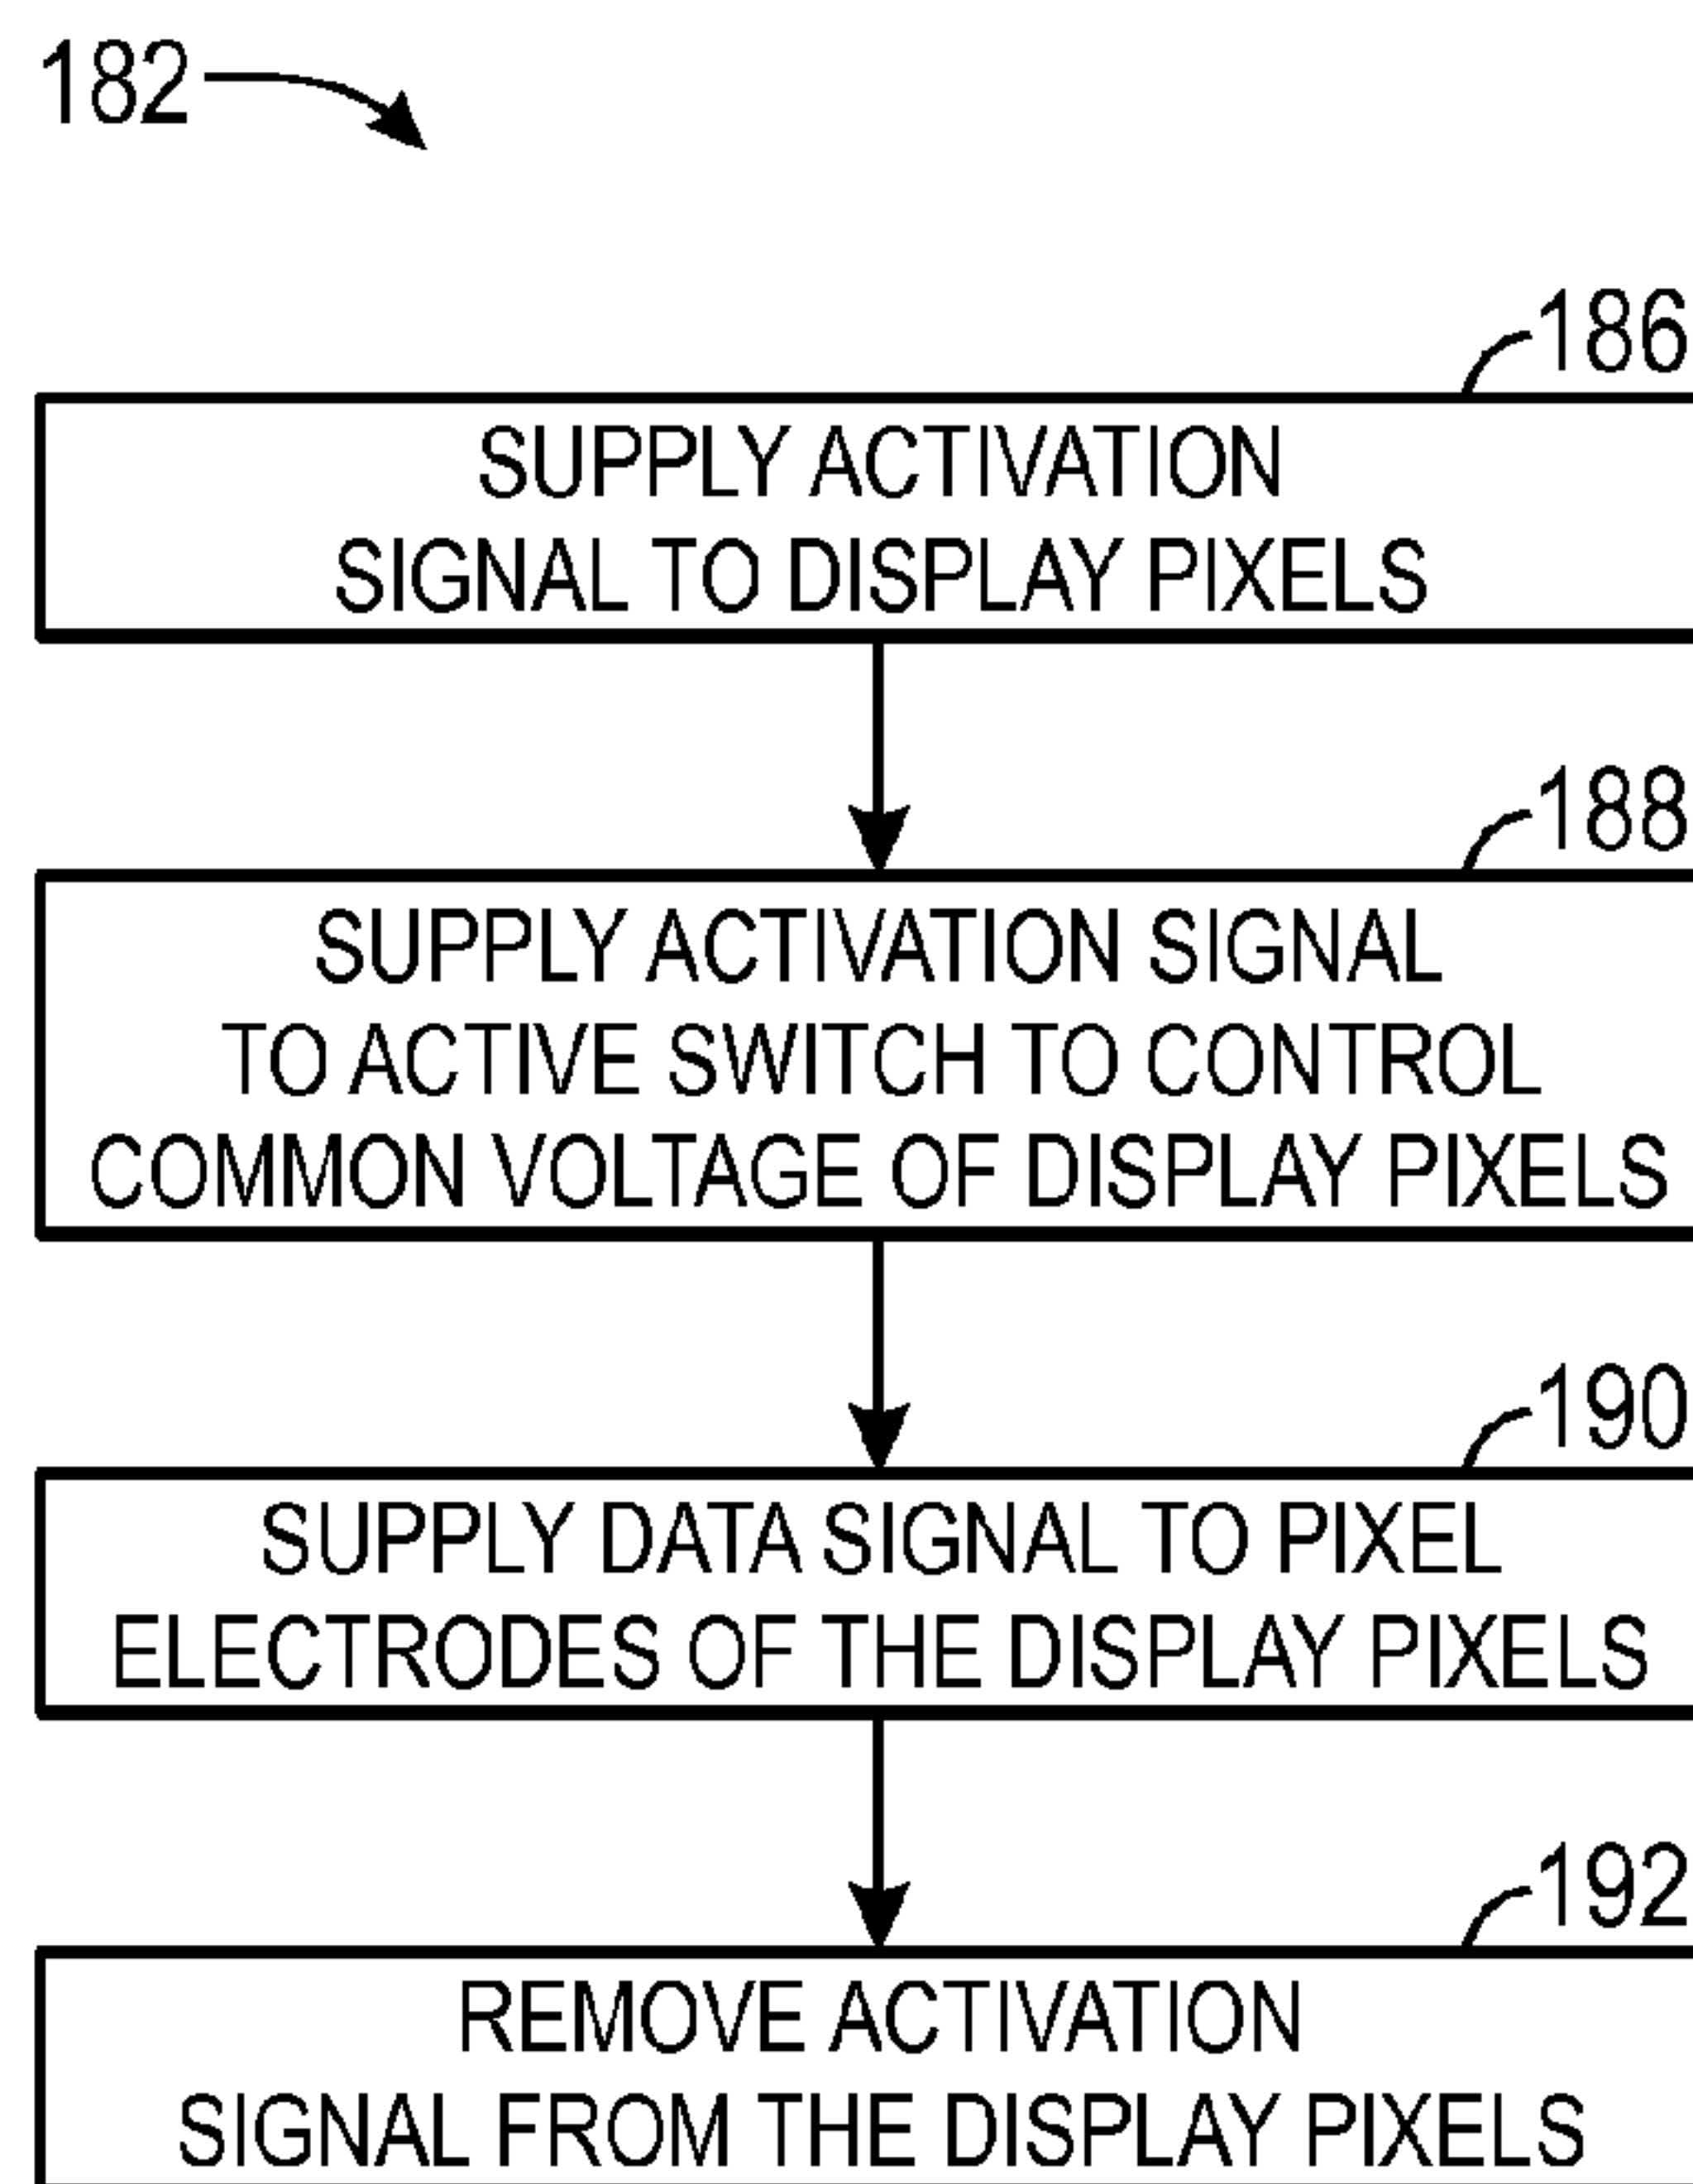 182
186
SUPPLY ACTIVATION
SIGNAL TO DISPLAY PIXELS
188
SUPPLY ACTIVATION SIGNAL
TO ACTIVE SWITCH TO CONTROL
COMMON VOLTAGE OF DISPLAY PIXELS
190
SUPPLY DATA SIGNAL TO PIXEL
ELECTRODES OF THE DISPLAY PIXELS
192
REMOVE ACTIVATION
SIGNAL FROM THE DISPLAY PIXELS